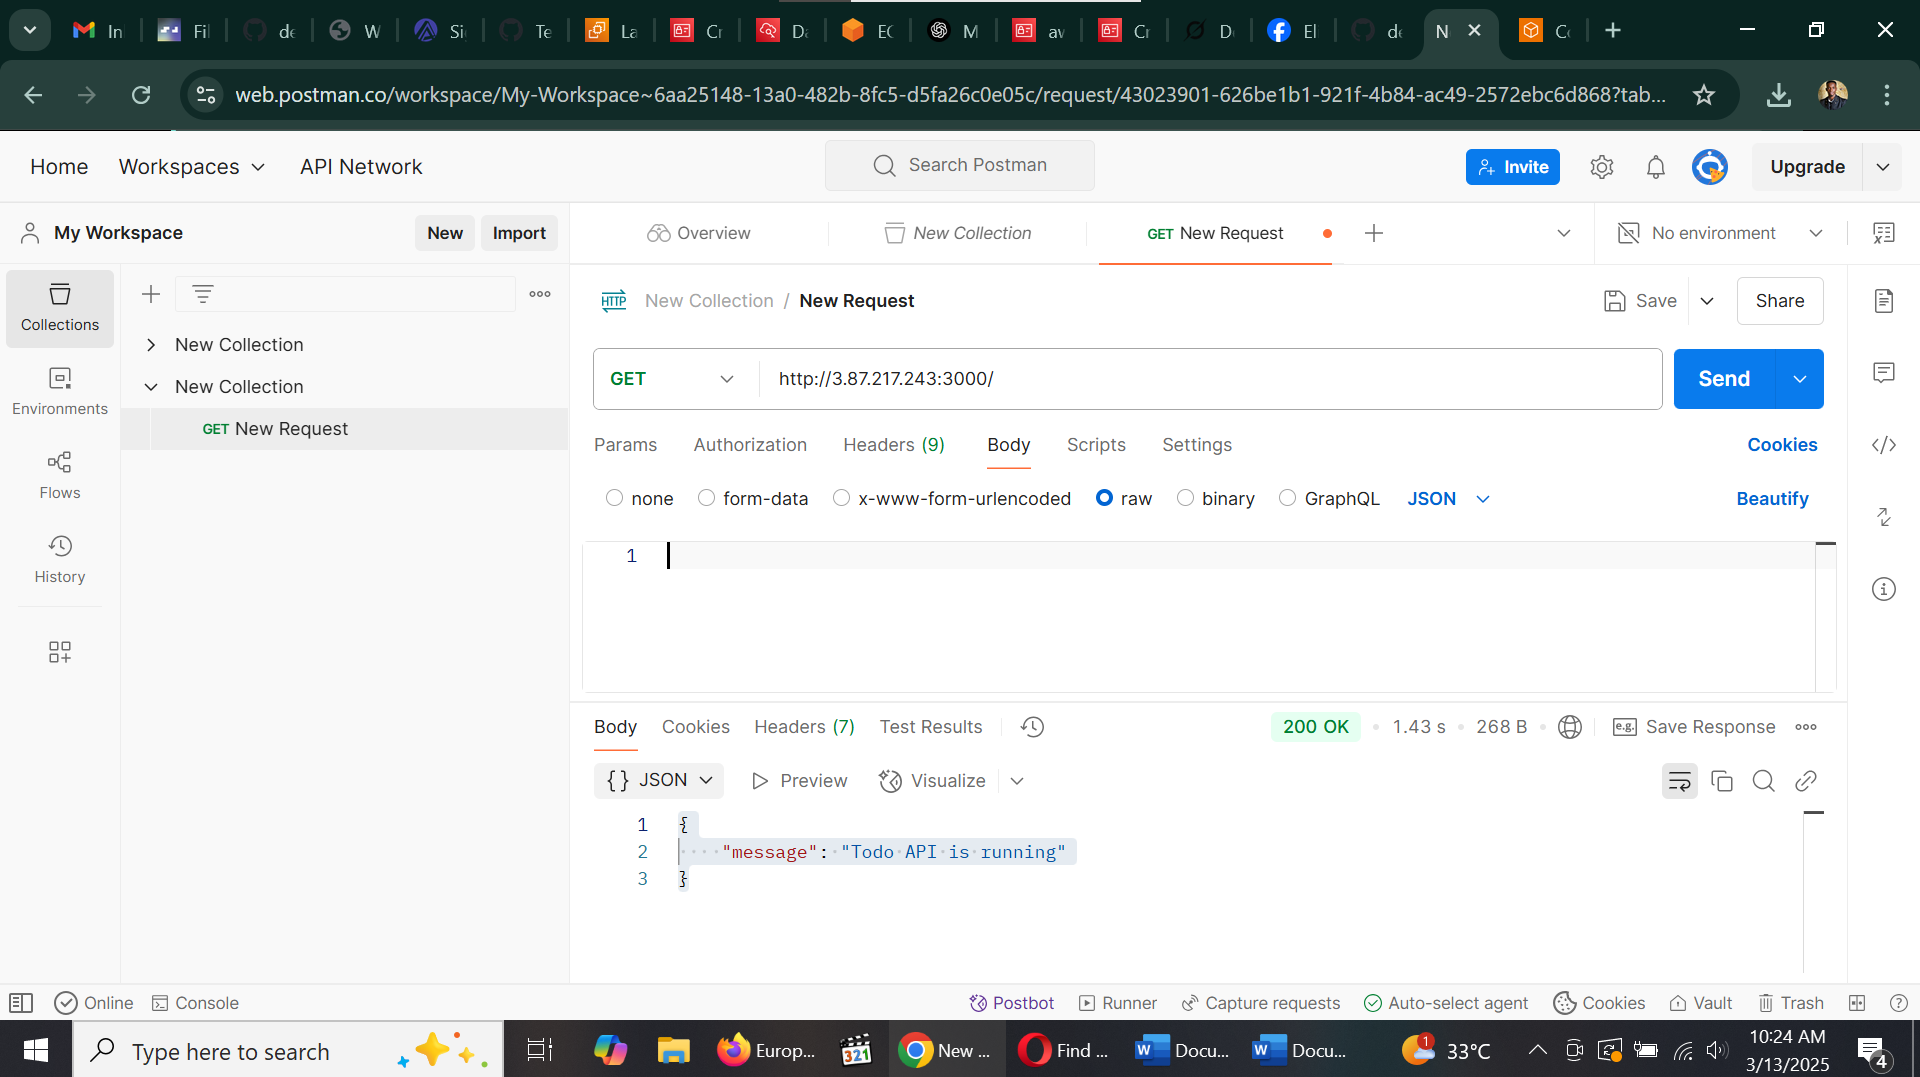 In
Fil
de
W
Si
Te
La
Cr
Da
EC
M
av
Cr
De
El
de
N
Co
web.postman.co/workspace/My-Workspace~6aa25148-13a0-482b-8fc5-d5fa26c0e05c/request/43023901-626be1b1-921f-4b84-ac49-2572ebc6d868?tab...
Home
Workspaces
API Network
Search Postman
Invite
Upgrade
My Workspace
New
Import
Overview
New Collection
GET New Request
No environment
Collections
Environments
Flows
History
New Collection
New Collection
GET New Request
HTTP
New Collection / New Request
Save
Share
GET
http://3.87.217.243:3000/
Send
Params
Authorization
Headers (9)
Body
Scripts
Settings
Cookies
none
form-data
x-www-form-urlencoded
raw
binary
GraphQL
JSON
Beautify
1
Body
Cookies
Headers (7)
Test Results
200 OK
1.43 s
268 B
e.g.
Save Response
{} JSON
Preview
Visualize
1 {
2 "message": "Todo API is running"
3 }
Online
Console
Postbot
Runner
Capture requests
Auto-select agent
Cookies
Vault
Trash
Type here to search
Europ...
321
New ...
Find ...
Docu...
Docu...
1
33°C
10:24 AM
3/13/2025
4